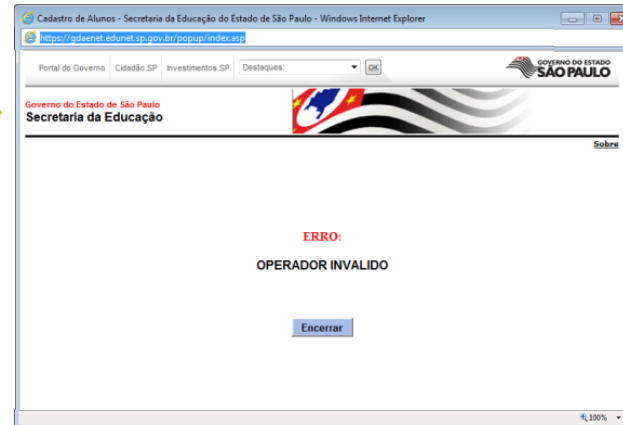 Cadastro de Alunos - Secretaria da Educação do Estado de São Paulo - Windows Internet Explorer
https://gdaenet.edunet.sp.gov.br/popup/index.asp
Portal do Governo Cidadão.SP Investimentos.SP Destaques: OK GOVERNO DO ESTADO
SÃO PAULO
Governo do Estado de São Paulo
Secretaria da Educação
Sobre
ERRO:
OPERADOR INVALIDO
Encerrar
100%